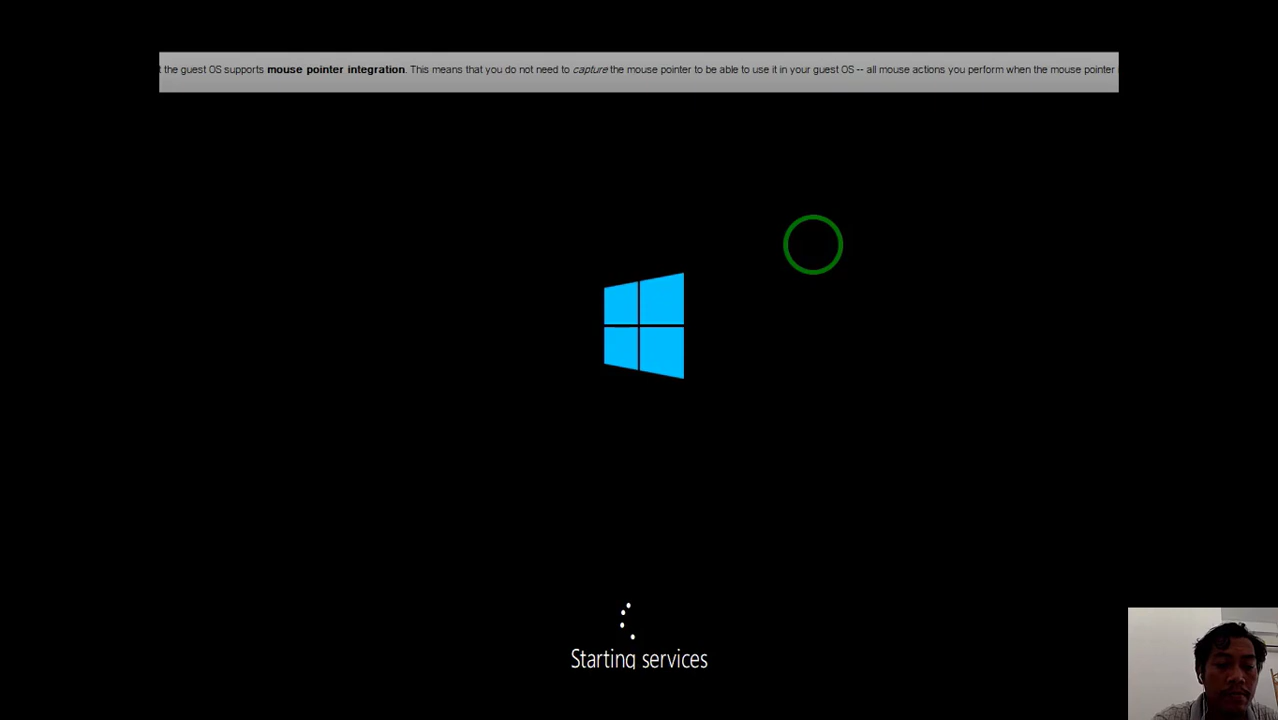 the guest OS supports mouse pointer integration. This means that you do not need to capture the mouse pointer to be able to use it in your guest OS -- all mouse actions you perform when the mouse pointer
Starting services